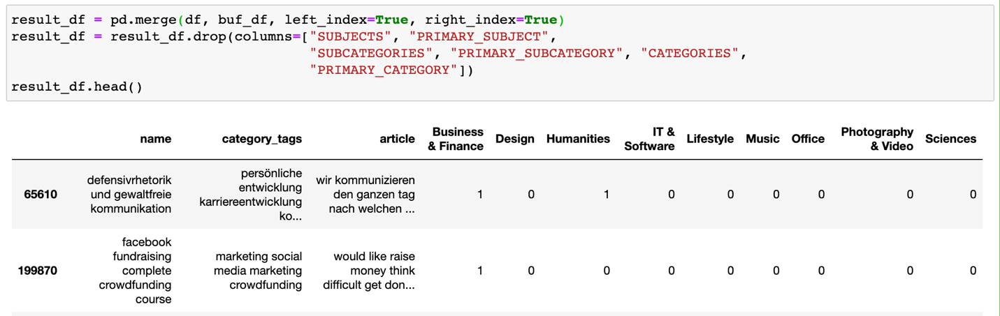 result_df = pd.merge(df, buf_df, left_index=True, right_index=True)
result_df = result_df.drop(columns=["SUBJECTS", "PRIMARY_SUBJECT",
"SUBCATEGORIES", "PRIMARY_SUBCATEGORY", "CATEGORIES",
"PRIMARY_CATEGORY"])
result_df.head()
name category_tags article Business & Finance Design Humanities IT & Software Lifestyle Music Office Photography & Video Sciences
65610
defensivrhetorik
und gewaltfreie
kommunikation
persönliche
entwicklung
karriereentwicklung
ko...
wir kommunizieren
den ganzen tag
nach welchen ...
1 0 1 0 0 0 0 0 0
199870
facebook
fundraising
complete
crowdfunding
course
marketing social
media marketing
crowdfunding
would like raise
money think
difficult get don...
1 0 0 0 0 0 0 0 0